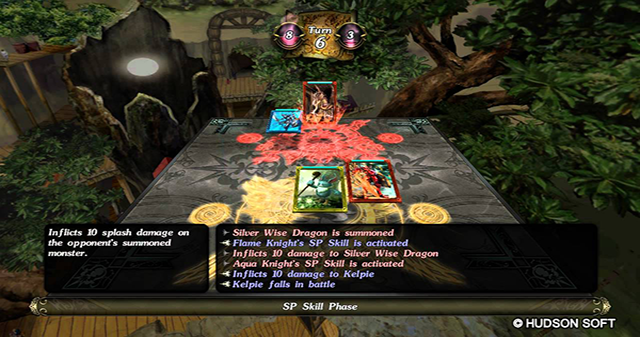 Turn
8
6
3
Inflicts 10 splash damage on
the opponent's summoned
monster.
Silver Wise Dragon is summoned
Flame Knight's SP Skill is activated
Inflicts 10 damage to Silver Wise Dragon
Aqua Knight's SP Skill is activated
Inflicts 10 damage to Kelpie
Kelpie falls in battle
SP Skill Phase
© HUDSON SOFT